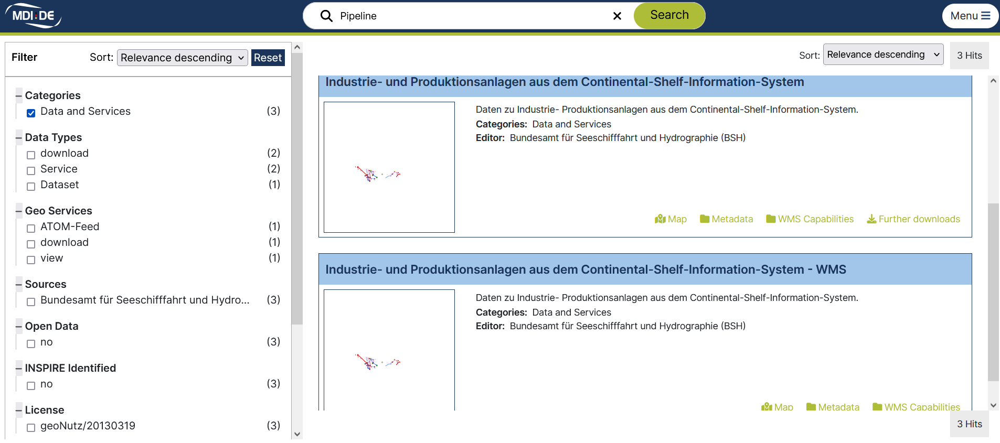 MDI:DE
Pipeline
Search
Menu
Filter
Sort: Relevance descending
Reset
Categories
Data and Services (3)
Data Types
download (2)
Service (2)
Dataset (1)
Geo Services
ATOM-Feed (1)
download (1)
view (1)
Sources
Bundesamt für Seeschifffahrt und Hydro... (3)
Open Data
no (3)
INSPIRE Identified
no (3)
License
geoNutz/20130319 (3)
Sort: Relevance descending
3 Hits
Industrie- und Produktionsanlagen aus dem Continental-Shelf-Information-System
Daten zu Industrie- Produktionsanlagen aus dem Continental-Shelf-Information-System.
Categories: Data and Services
Editor: Bundesamt für Seeschifffahrt und Hydrographie (BSH)
Map Metadata WMS Capabilities Further downloads
Industrie- und Produktionsanlagen aus dem Continental-Shelf-Information-System - WMS
Daten zu Industrie- Produktionsanlagen aus dem Continental-Shelf-Information-System.
Categories: Data and Services
Editor: Bundesamt für Seeschifffahrt und Hydrographie (BSH)
Map Metadata WMS Capabilities
3 Hits